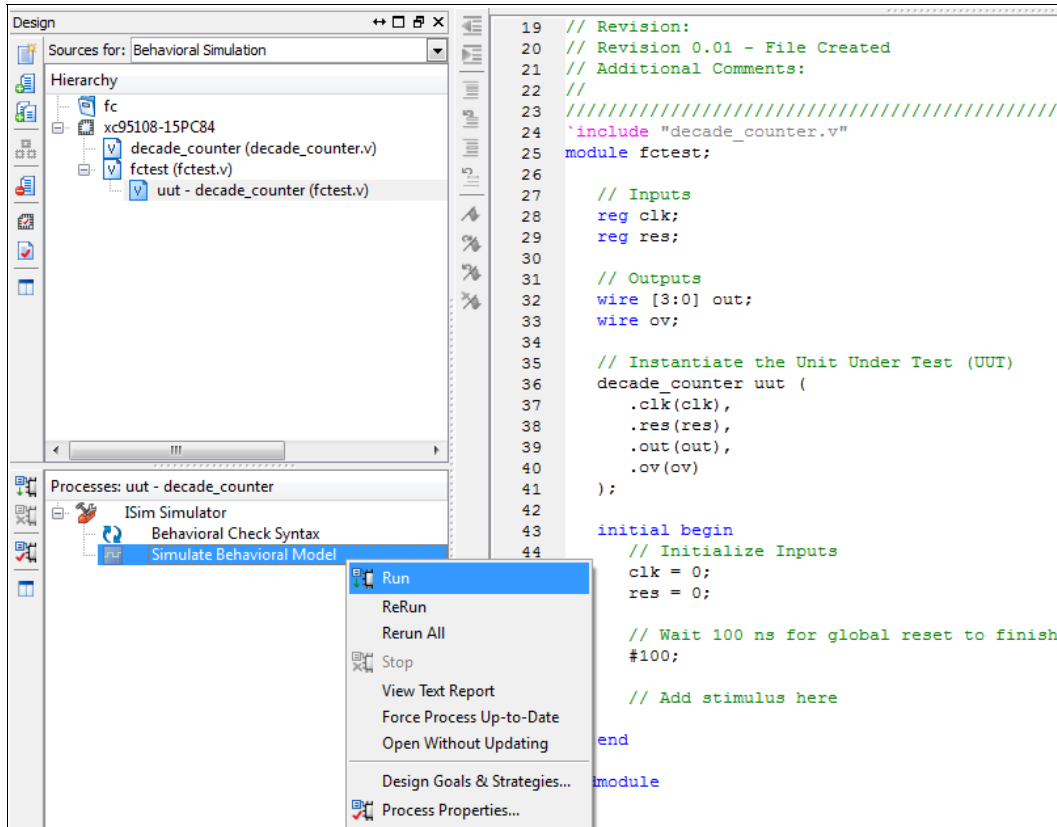 Design
Sources for: Behavioral Simulation
Hierarchy
fc
xc95108-15PC84
decade_counter (decade_counter.v)
fctest (fctest.v)
uut - decade_counter (fctest.v)
Processes: uut - decade_counter
ISim Simulator
Behavioral Check Syntax
Simulate Behavioral Model
Run
ReRun
Rerun All
Stop
View Text Report
Force Process Up-to-Date
Open Without Updating
Design Goals & Strategies...
Process Properties...
19 // Revision:
20 // Revision 0.01 - File Created
21 // Additional Comments:
22 //
23 ///////////////////////////////////////////////
24 `include "decade_counter.v"
25 module fctest;
26
27 // Inputs
28 reg clk;
29 reg res;
30
31 // Outputs
32 wire [3:0] out;
33 wire ov;
34
35 // Instantiate the Unit Under Test (UUT)
36 decade_counter uut (
37 .clk(clk),
38 .res(res),
39 .out(out),
40 .ov(ov)
41 );
42
43 initial begin
44 // Initialize Inputs
clk = 0;
res = 0;
// Wait 100 ns for global reset to finish
#100;
// Add stimulus here
end
dmodule